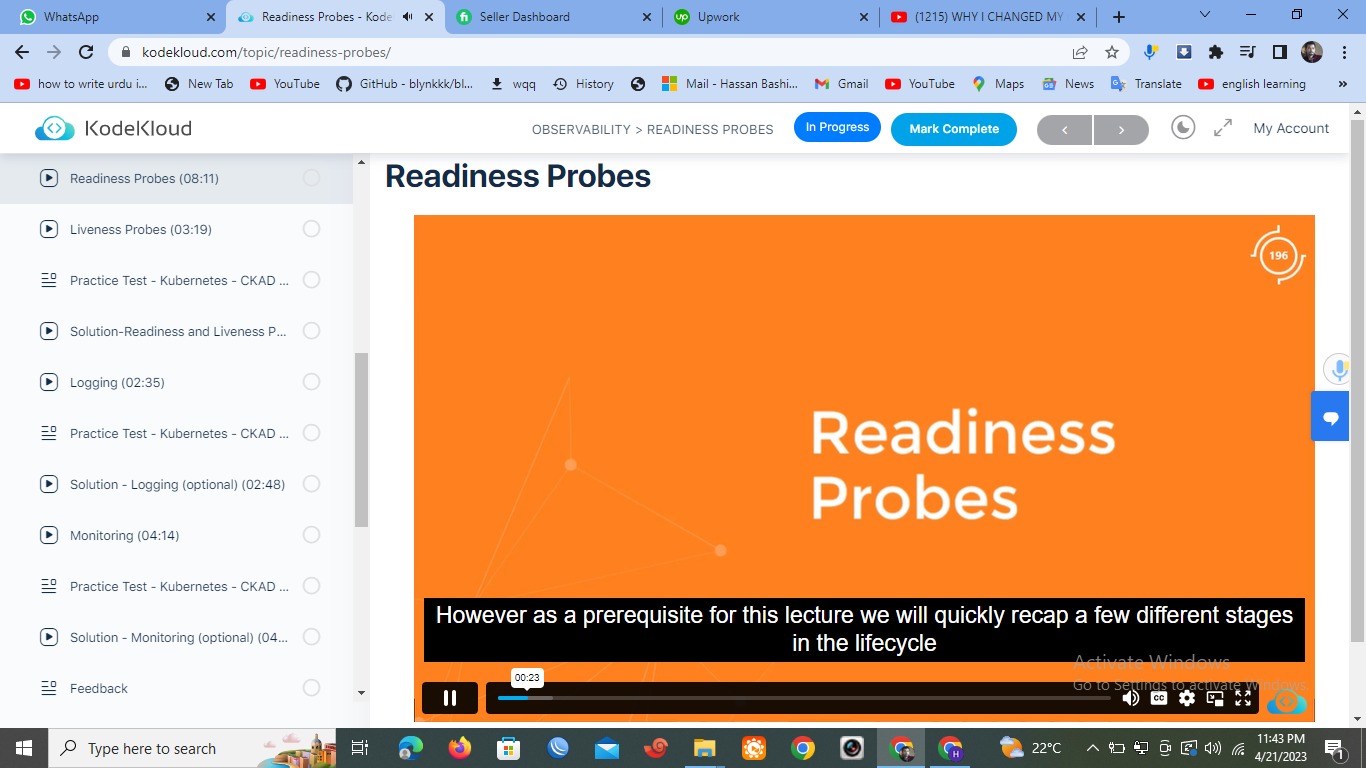 WhatsApp
Readiness Probes - Kode
Seller Dashboard
Upwork
(1215) WHY I CHANGED MY
kodekloud.com/topic/readiness-probes/
how to write urdu i...
New Tab
YouTube
GitHub - blynkkk/bl...
wqq
History
Mail - Hassan Bashi...
Gmail
YouTube
Maps
News
Translate
english learning
»
KodeKloud
OBSERVABILITY > READINESS PROBES
In Progress
Mark Complete
My Account
Readiness Probes (08:11)
Liveness Probes (03:19)
Practice Test - Kubernetes - CKAD ...
Solution-Readiness and Liveness P...
Logging (02:35)
Practice Test - Kubernetes - CKAD ...
Solution - Logging (optional) (02:48)
Monitoring (04:14)
Practice Test - Kubernetes - CKAD ...
Solution - Monitoring (optional) (04...
Feedback
Readiness Probes
196
Readiness
Probes
However as a prerequisite for this lecture we will quickly recap a few different stages
in the lifecycle
00:23
CC
Activate Windows
Go to Settings to activate Windows.
Type here to search
22°C
11:43 PM
4/21/2023
1